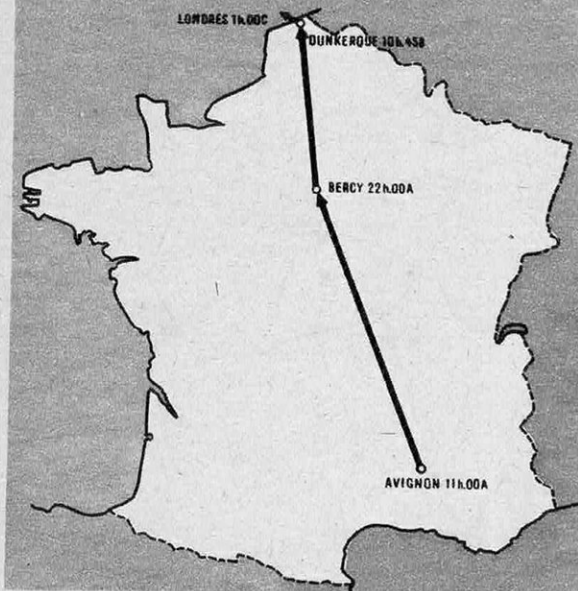 LONDRES 1h.00C
DUNKERQUE 10h.45B
BERCY 22h.00A
AVIGNON 11h.00A